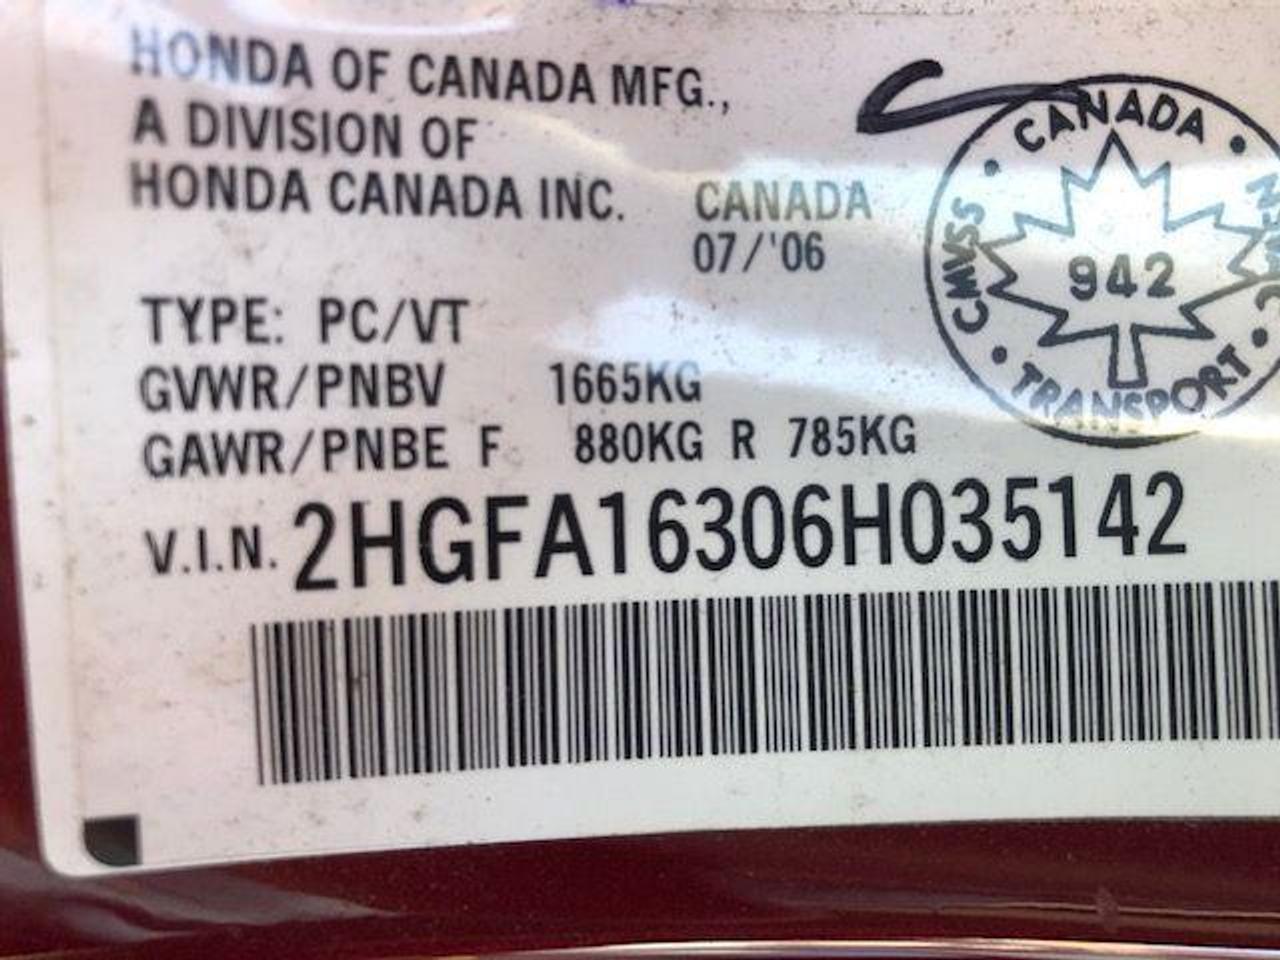 HONDA OF CANADA MFG.,
A DIVISION OF
HONDA CANADA INC. CANADA
07/'06
TYPE: PC/VT
GVWR/PNBV 1665KG
GAWR/PNBE F 880KG R 785KG
V.I.N. 2HGFA16306H035142
CANADA
CMVSS
942
TRANSPORT